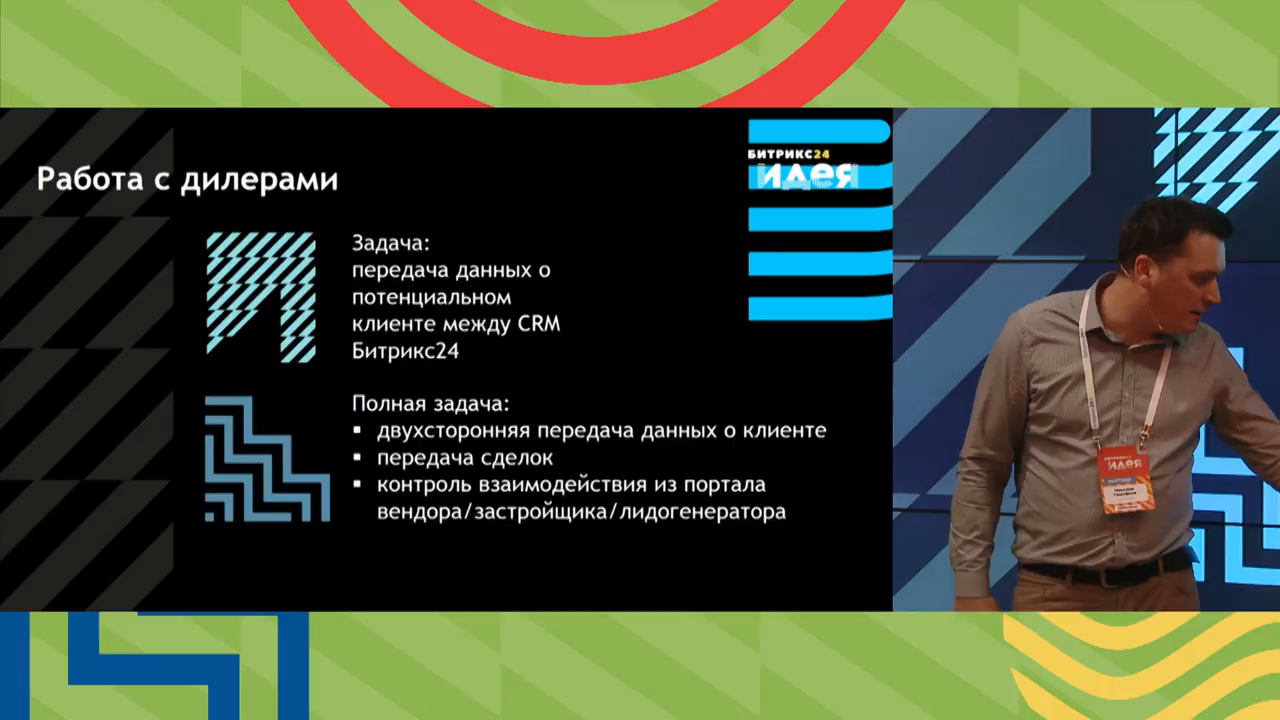 Работа с дилерами
БИТРИКС24
идея
Задача:
передача данных о
потенциальном
клиенте между CRM
Битрикс24
Полная задача:
▪ двухсторонняя передача данных о клиенте
▪ передача сделок
▪ контроль взаимодействия из портала
вендора/застройщика/лидогенератора
идея